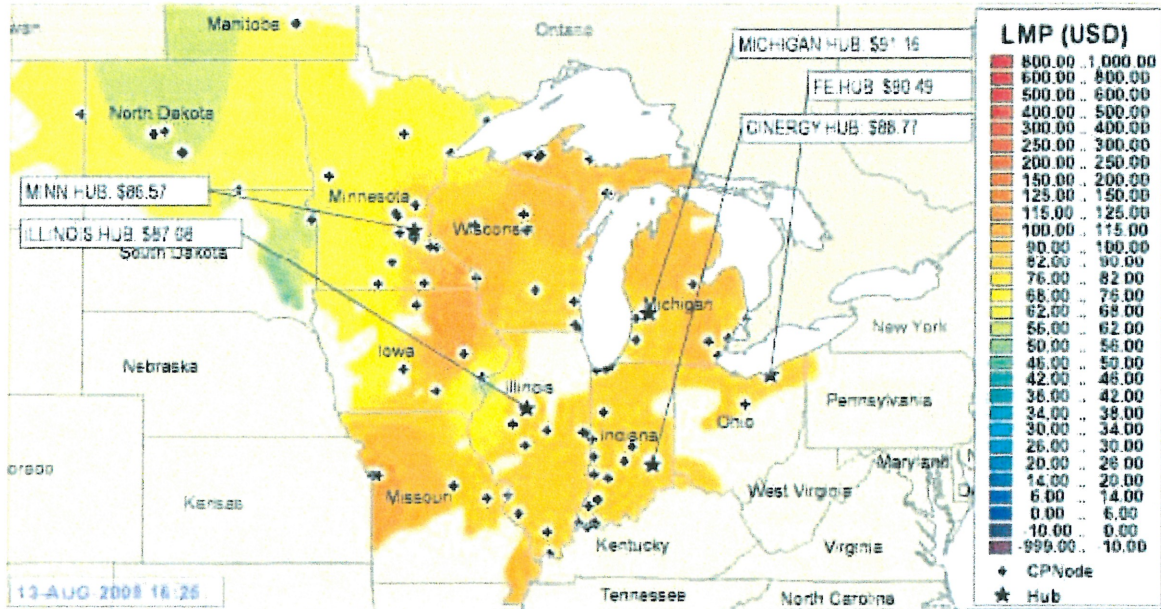 Manitoba
Ontario
MICHIGAN HUB: $91.16
FE.HUB: $90.49
CINERGY HUB: $88.77
North Dakota
MINN HUB: $86.57
ILLINOIS.HUB: $87.08
Minnesota
Wisconsin
South Dakota
Michigan
New York
Iowa
Nebraska
Illinois
Pennsylvania
Ohio
Indiana
Maryland
Missouri
West Virginia
Kansas
Kentucky
Virginia
Tennessee
North Carolina
LMP (USD)
800.00 .. 1,000.00
600.00 .. 800.00
500.00 .. 600.00
400.00 .. 500.00
300.00 .. 400.00
250.00 .. 300.00
200.00 .. 250.00
150.00 .. 200.00
125.00 .. 150.00
115.00 .. 125.00
100.00 .. 115.00
90.00 .. 100.00
82.00 .. 90.00
76.00 .. 82.00
68.00 .. 76.00
62.00 .. 68.00
56.00 .. 62.00
50.00 .. 56.00
46.00 .. 50.00
42.00 .. 46.00
38.00 .. 42.00
34.00 .. 38.00
30.00 .. 34.00
26.00 .. 30.00
20.00 .. 26.00
14.00 .. 20.00
6.00 .. 14.00
0.00 .. 6.00
-10.00 .. 0.00
-999.00 .. -10.00
CPNode
Hub